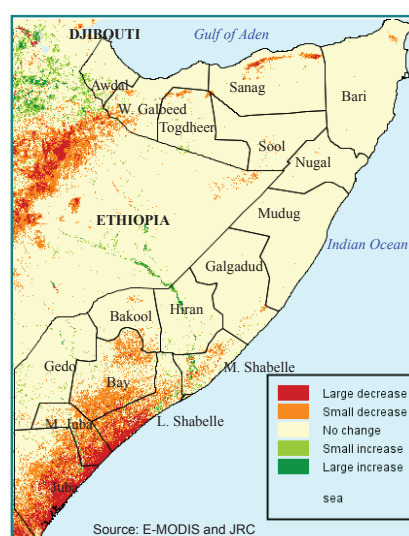 DJIBOUTI
Gulf of Aden
Awdal
W. Galbeed
Togdheer
Sanag
Bari
Sool
Nugal
ETHIOPIA
Mudug
Indian Ocean
Galgadud
Bakool
Hiran
Gedo
Bay
M. Shabelle
L. Shabelle
M. Juba
Juba
Large decrease
Small decrease
No change
Small increase
Large increase
sea
Source: E-MODIS and JRC